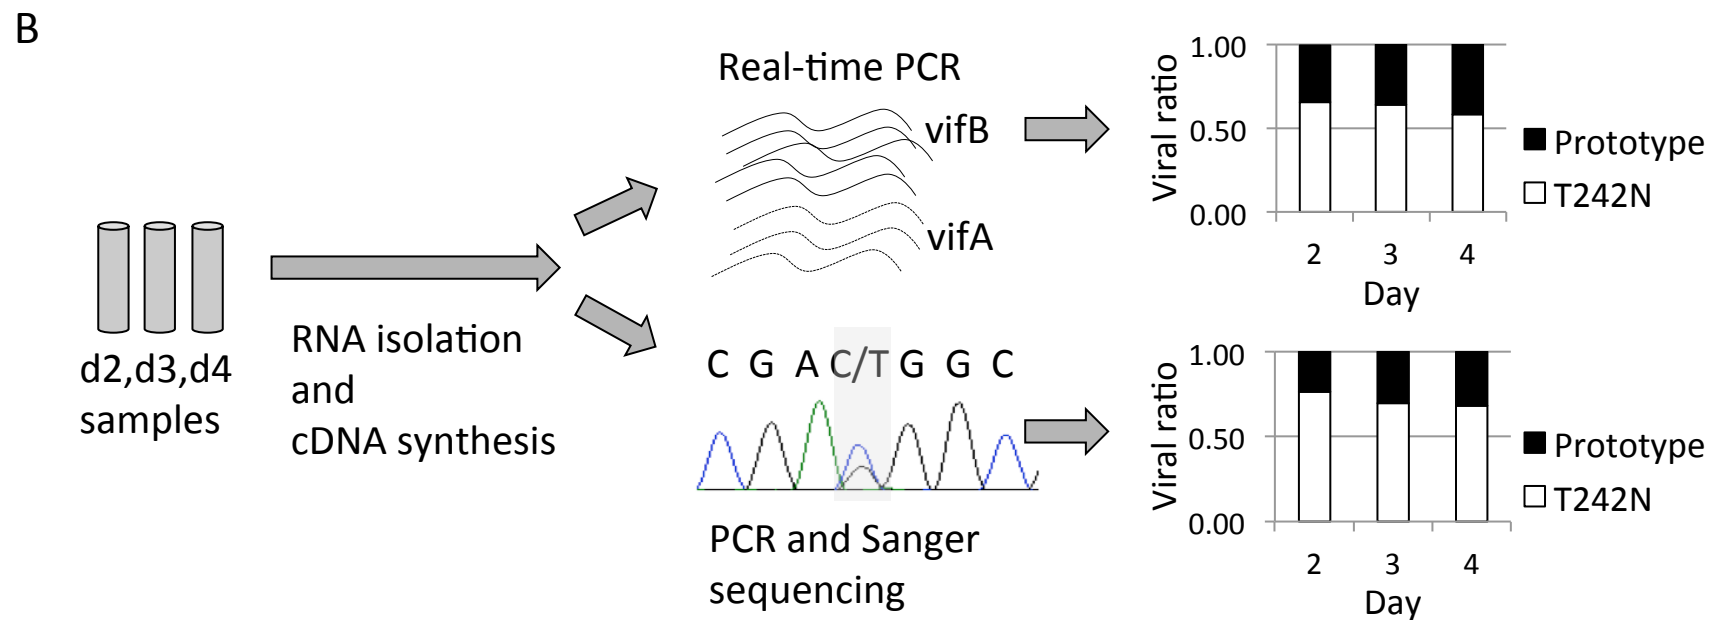 B
d2,d3,d4
samples
RNA isolation
and
cDNA synthesis
Real-time PCR
vifB
vifA
C G A C/T G G C
PCR and Sanger
sequencing
Viral ratio
1.00
0.50
0.00
2 3 4
Day
Prototype
T242N
Viral ratio
1.00
0.50
0.00
2 3 4
Day
Prototype
T242N